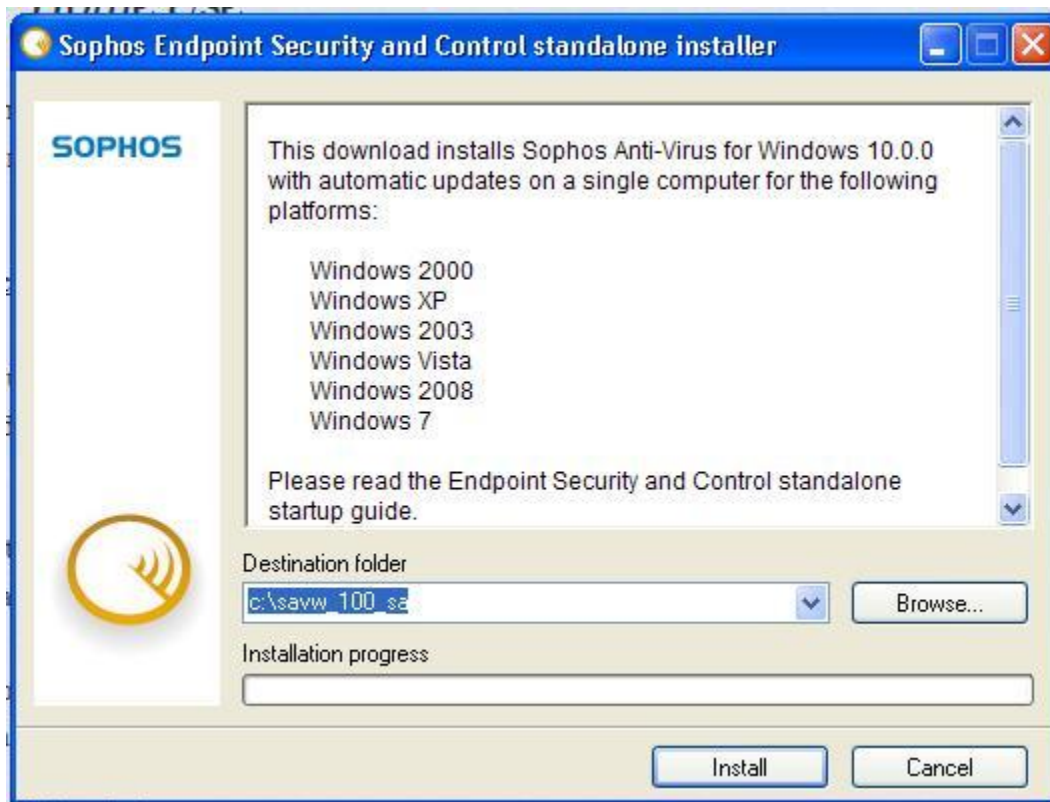 Sophos Endpoint Security and Control standalone installer
SOPHOS
This download installs Sophos Anti-Virus for Windows 10.0.0
with automatic updates on a single computer for the following
platforms:
Windows 2000
Windows XP
Windows 2003
Windows Vista
Windows 2008
Windows 7
Please read the Endpoint Security and Control standalone
startup guide.
Destination folder
c:\savw_100_sa
Browse...
Installation progress
Install
Cancel